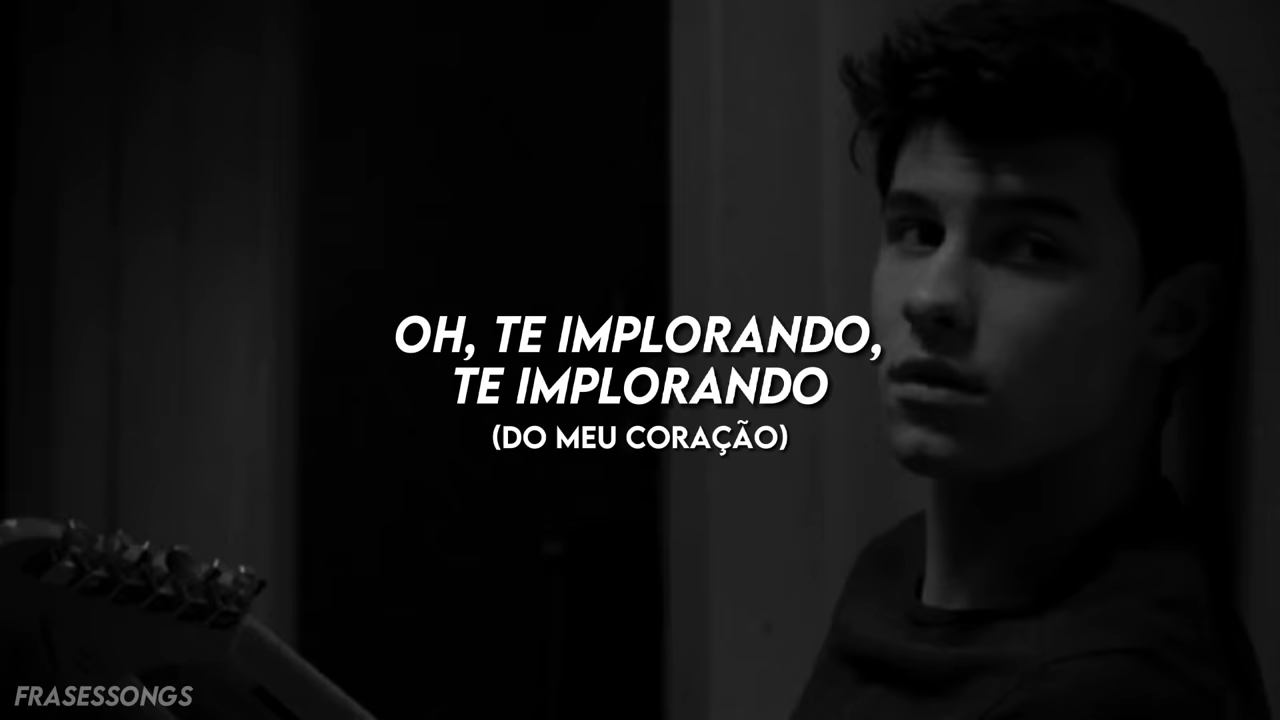 OH, TE IMPLORANDO,
TE IMPLORANDO
(DO MEU CORAÇÃO)
FRASESSONGS